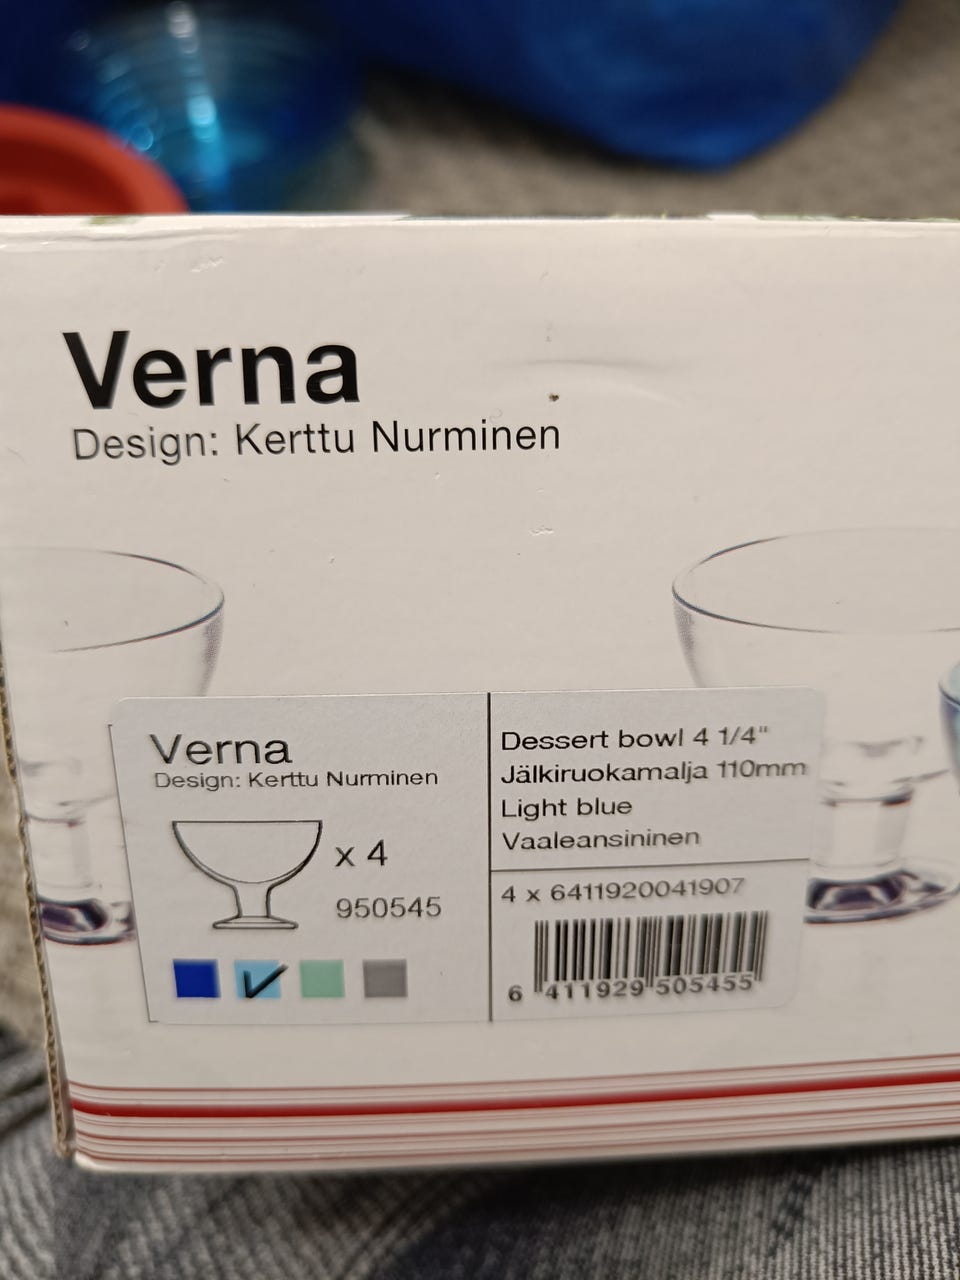 Verna
Design: Kerttu Nurminen
Verna
Design: Kerttu Nurminen
x 4
950545
Dessert bowl 4 1/4"
Jälkiruokamalja 110mm
Light blue
Vaaleansininen
4 x 6411920041907
6 411929 505455